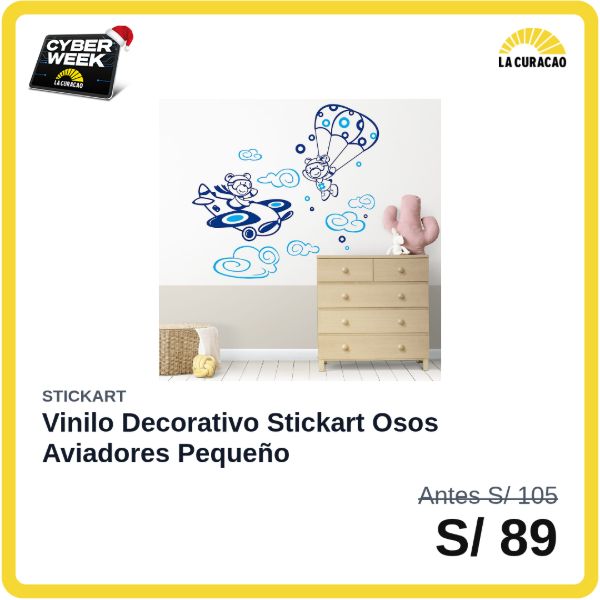 CYBER
WEEK
LA CURACAO
LA CURACAO
STICKART
Vinilo Decorativo Stickart Osos
Aviadores Pequeño
Antes S/ 105
S/ 89